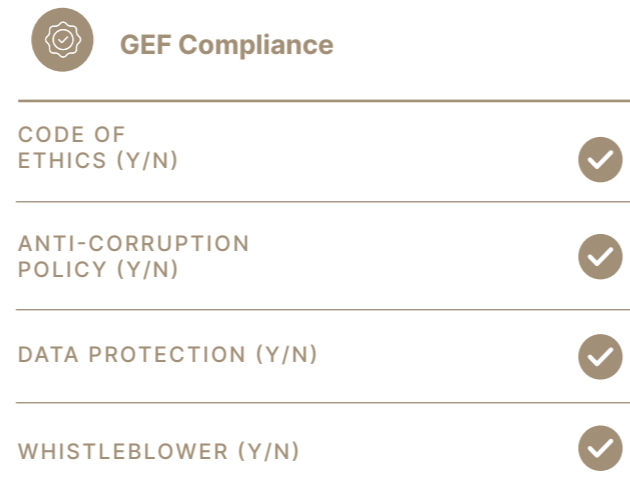 GEF Compliance
CODE OF
ETHICS (Y/N)
ANTI-CORRUPTION
POLICY (Y/N)
DATA PROTECTION (Y/N)
WHISTLEBLOWER (Y/N)